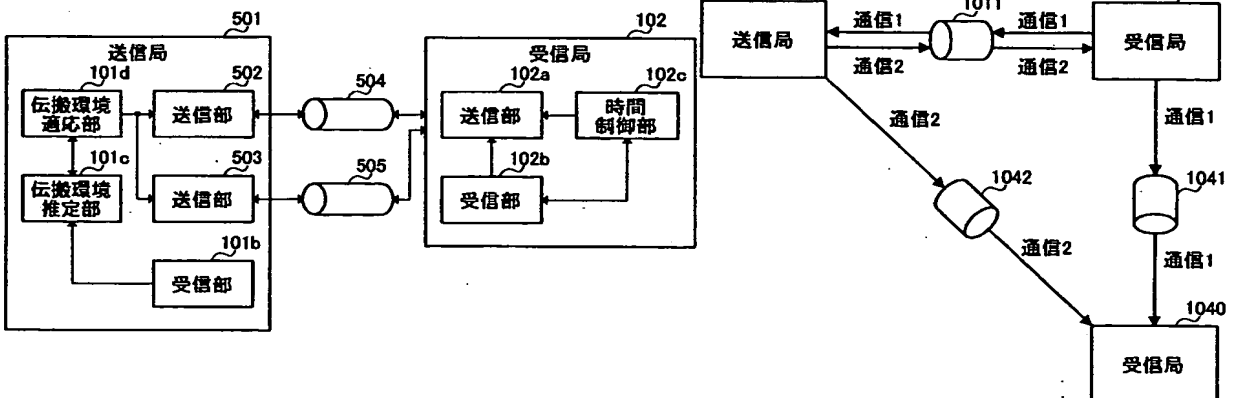 501
送信局
101d
伝搬環境
適応部
502
送信部
101c
伝搬環境
推定部
503
送信部
101b
受信部
504
505
102
受信局
102a
送信部
102c
時間
制御部
102b
受信部
送信局
通信1
1011
通信1
通信2
通信2
受信局
通信2
1042
通信2
通信1
1041
通信1
1040
受信局